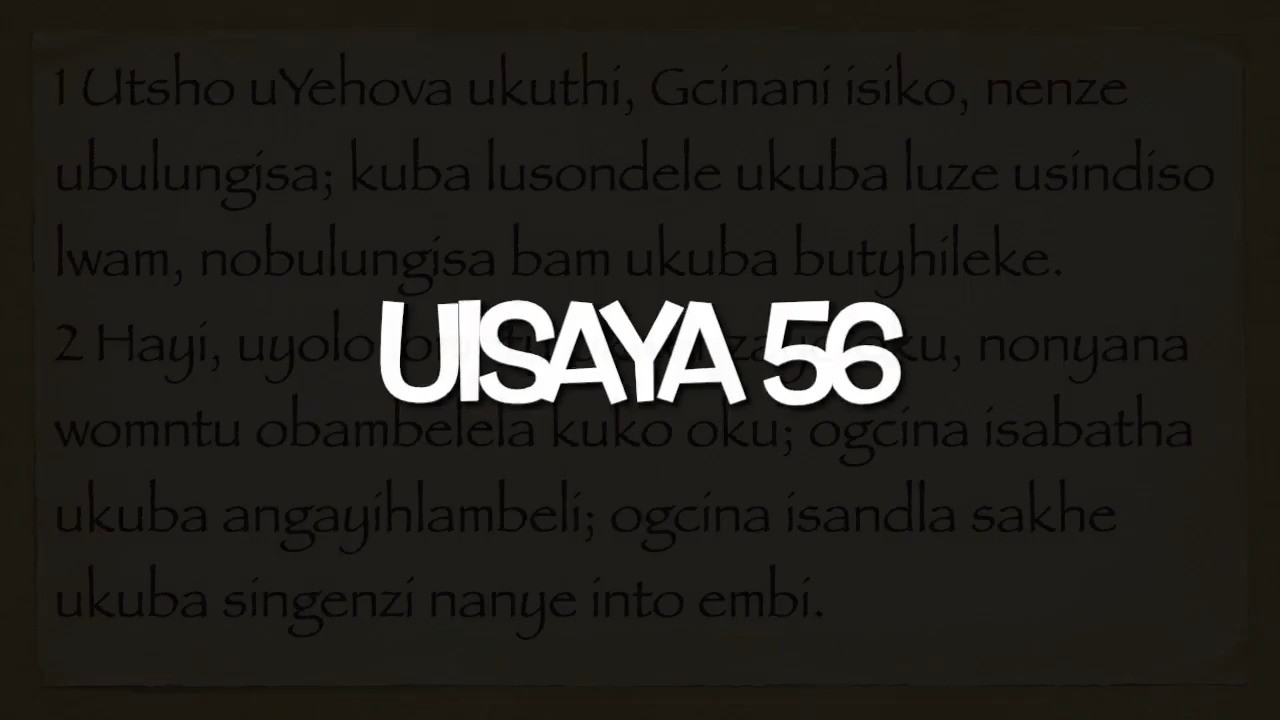 1 Utsho uYehova ukuthi, Gcinani isiko, nenze
ubulungisa; kuba lusondele ukuba luze usindiso
lwam, nobulungisa bam ukuba butyhileke.
UISAYA 56
2 Hayi, uyolo nonyana
womntu obambelela kuko oku; ogcina isabatha
ukuba angayihlambeli; ogcina isandla sakhe
ukuba singenzi nanye into embi.